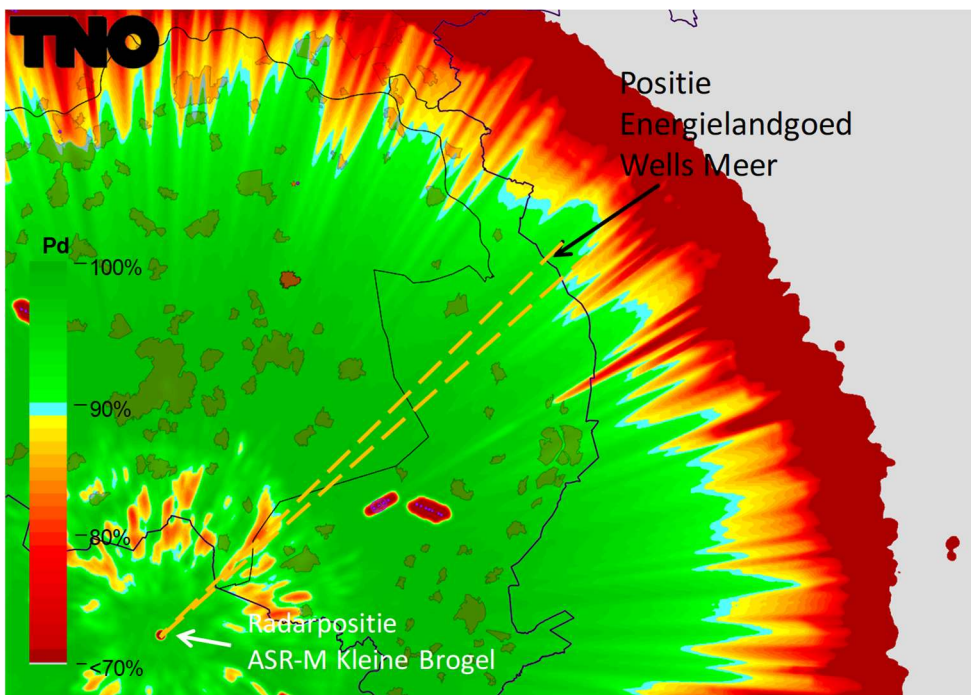 TNO
Positie
Energielandgoed
Wells Meer
Pd
100%
90%
80%
<70%
Radarpositie
ASR-M Kleine Brogel